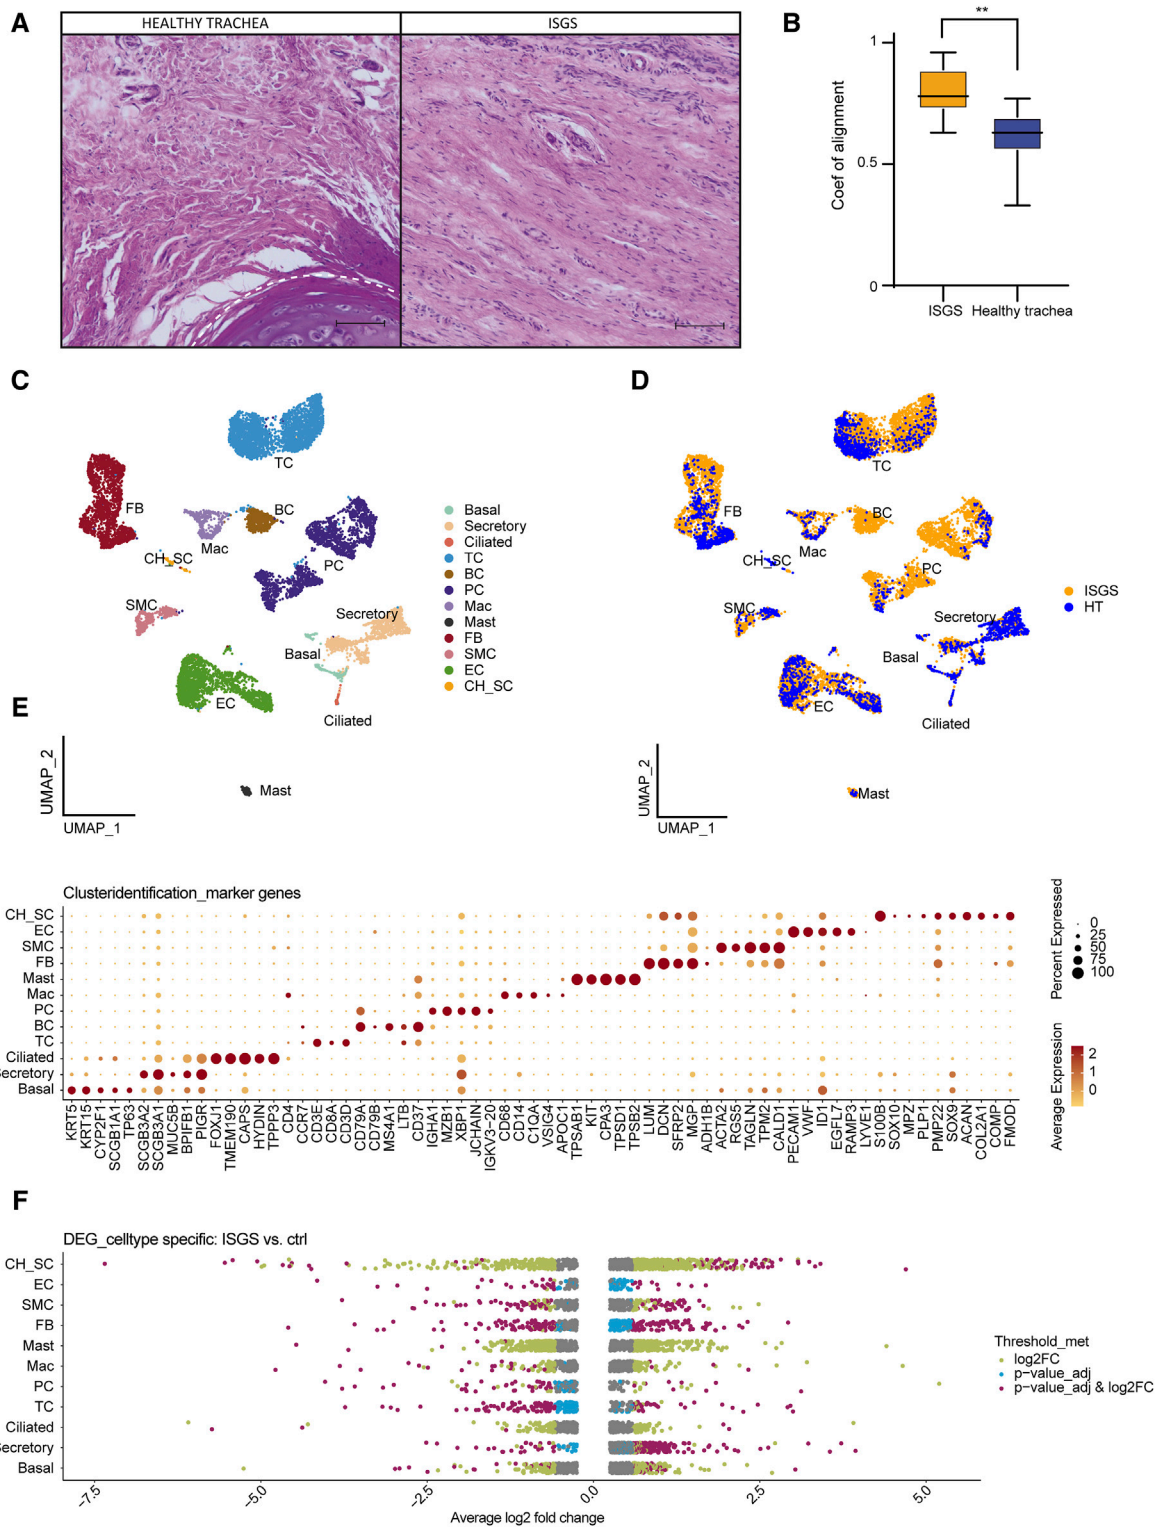 A
HEALTHY TRACHEA
ISGS
B
**
1
0.5
0
Coef of alignment
ISGS
Healthy trachea
C
TC
FB
BC
Mac
CH_SC
PC
SMC
Secretory
Basal
EC
Ciliated
Mast
UMAP_2
UMAP_1
Basal
Secretory
Ciliated
TC
BC
PC
Mac
Mast
FB
SMC
EC
CH_SC
D
TC
FB
BC
Mac
CH_SC
PC
SMC
Secretory
Basal
EC
Ciliated
Mast
UMAP_2
UMAP_1
ISGS
HT
E
Clusteridentification_marker genes
CH_SC
EC
SMC
FB
Mast
Mac
PC
BC
TC
Ciliated
Secretory
Basal
KRT5
KRT15
CYP2F1
SCGB1A1
TP63
SCGB3A2
SCGB3A1
MUC5B
BPIFB1
PIGR
FOXJ1
TMEM190
CAPS
HYDIN
TPPP3
CD4
CCR7
CD3E
CD8A
CD3D
CD79A
CD79B
MS4A1
LTB
CD37
IGHA1
MZB1
XBP1
JCHAIN
IGKV3-20
CD68
CD14
C1QA
VSIG4
APOC1
TPSAB1
KIT
CPA3
TPSD1
TPSB2
LUM
DCN
SFRP2
MGP
ADH1B
ACTA2
RGS5
TAGLN
TPM2
CALD1
PECAM1
VWF
ID1
EGFL7
RAMP3
LYVE1
S100B
SOX10
MPZ
PLP1
PMP22
SOX9
ACAN
COL2A1
COMP
FMOD
Percent Expressed
0
25
50
75
100
Average Expression
2
1
0
F
DEG_celltype specific: ISGS vs. ctrl
CH_SC
EC
SMC
FB
Mast
Mac
PC
TC
Ciliated
Secretory
Basal
−7.5
−5.0
−2.5
0.0
2.5
5.0
Average log2 fold change
Threshold_met
log2FC
p−value_adj
p−value_adj & log2FC